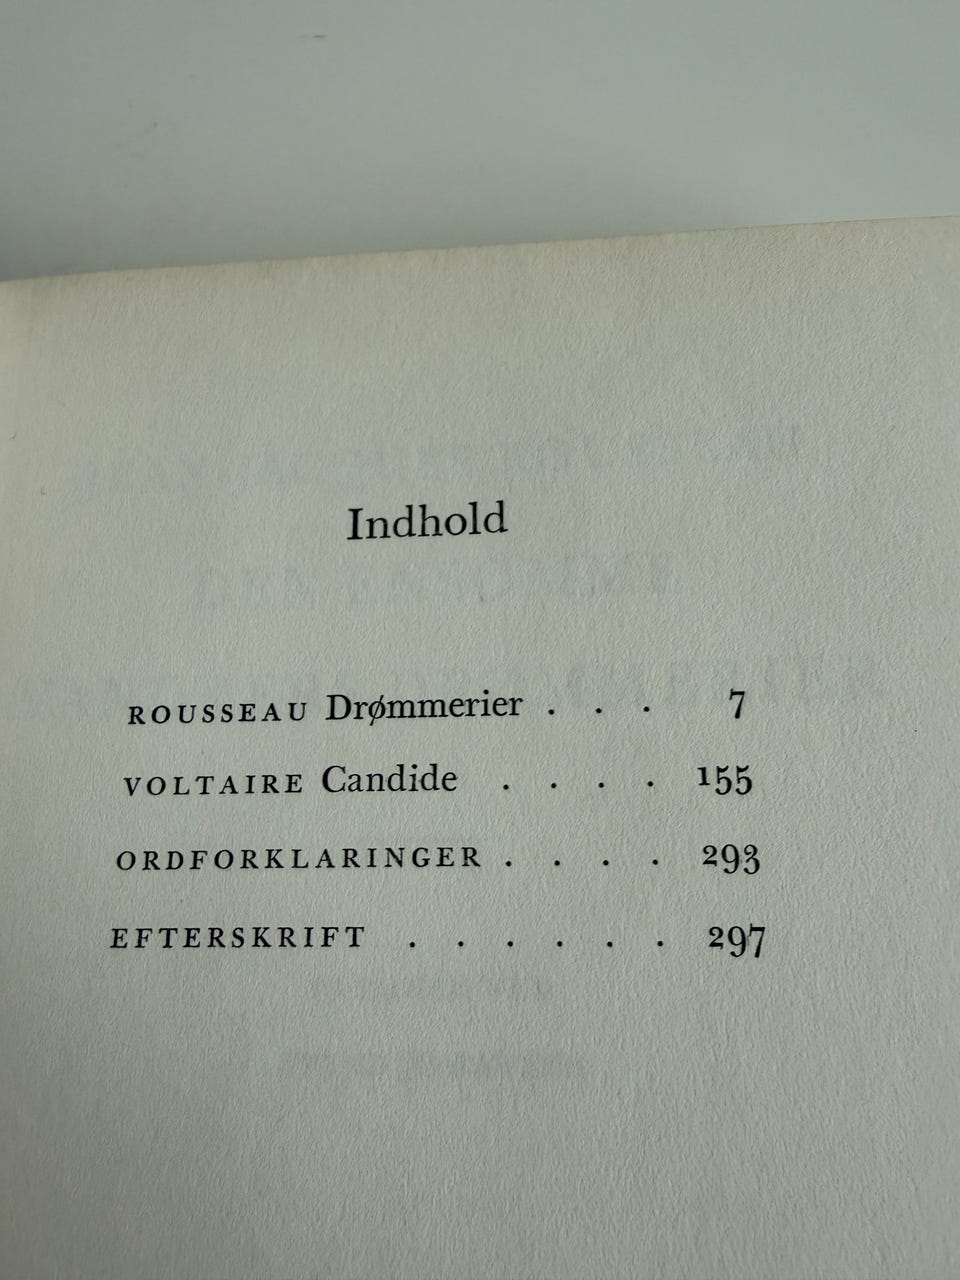 Indhold
ROUSSEAU Drømmerier . . . 7
VOLTAIRE Candide . . . . 155
ORDFORKLARINGER . . . . 293
EFTERSKRIFT . . . . . . 297